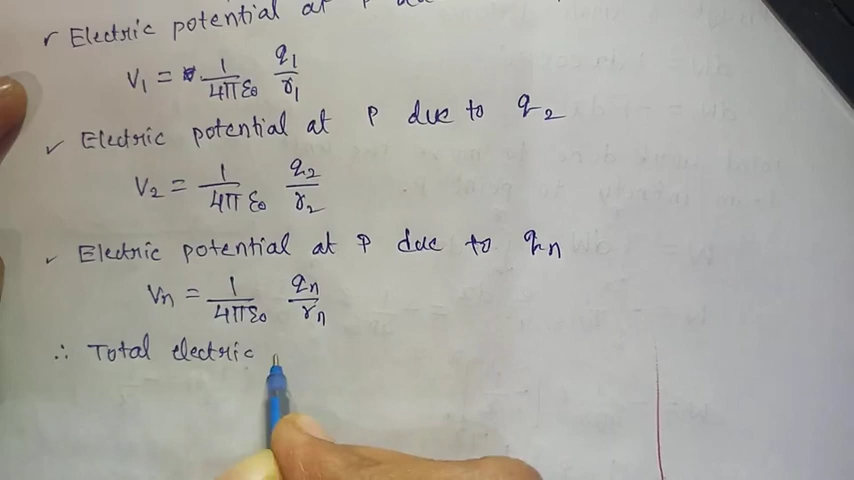 Electric potential at P
V₁ = 1/4πε₀ q₁/r₁
✓ Electric potential at P due to q₂
V₂ = 1/4πε₀ q₂/r₂
✓ Electric potential at P due to qₙ
Vₙ = 1/4πε₀ qₙ/rₙ
∴ Total electric